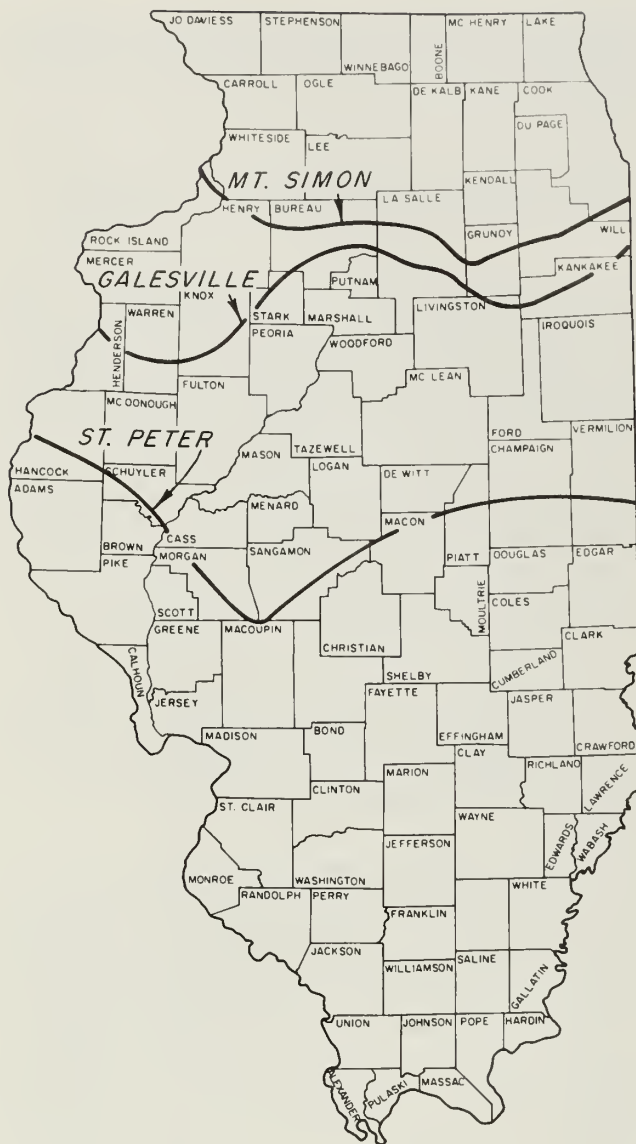 JO DAVIESS
STEPHENSON
WINNEBAGO
BOONE
MC HENRY
LAKE
CARROLL
OGLE
DE KALB
KANE
COOK
DU PAGE
WHITESIDE
LEE
KENDALL
MT. SIMON
LA SALLE
HENRY
BUREAU
GRUNDY
WILL
ROCK ISLAND
MERCER
GALESVILLE
PUTNAM
KANKAKEE
KNOX
WARREN
STARK
MARSHALL
LIVINGSTON
HENDERSON
PEORIA
WOODFORD
IROQUOIS
FULTON
MC LEAN
MC DONOUGH
ST. PETER
FORD
VERMILION
HANCOCK
SCHUYLER
MASON
TAZEWELL
CHAMPAIGN
ADAMS
LOGAN
DE WITT
MENARD
MACON
BROWN
CASS
PIKE
MORGAN
SANGAMON
PIATT
DOUGLAS
EDGAR
MOULTRIE
SCOTT
COLES
GREENE
MACOUPIN
CHRISTIAN
CLARK
CALHOUN
SHELBY
CUMBERLAND
JERSEY
FAYETTE
JASPER
MADISON
BOND
EFFINGHAM
CRAWFORD
CLAY
RICHLAND
LAWRENCE
CLINTON
MARION
ST. CLAIR
WAYNE
EDWARDS
WABASH
JEFFERSON
MONROE
WASHINGTON
WHITE
RANDOLPH
PERRY
FRANKLIN
JACKSON
SALINE
WILLIAMSON
GALLATIN
UNION
JOHNSON
POPE
HARDIN
ALEXANDER
PULASKI
MASSAC